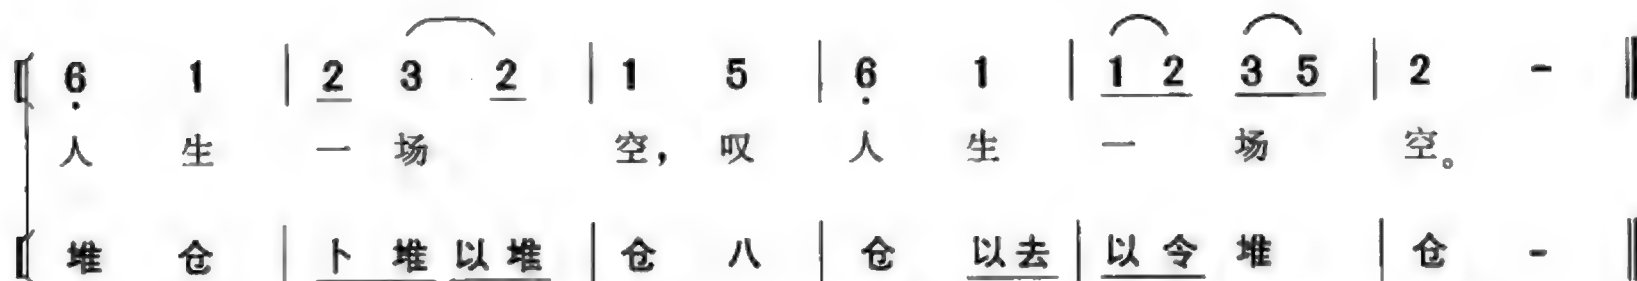 6̣ 1 | 2 3 2 | 1 5 | 6̣ 1 | 1 2 3 5 | 2 - ‖
人 生 一 场 空，叹 人 生 一 场 空。
堆 仓 | 卜 堆 以 堆 | 仓 八 | 仓 以 去 | 以 令 堆 | 仓 - ‖